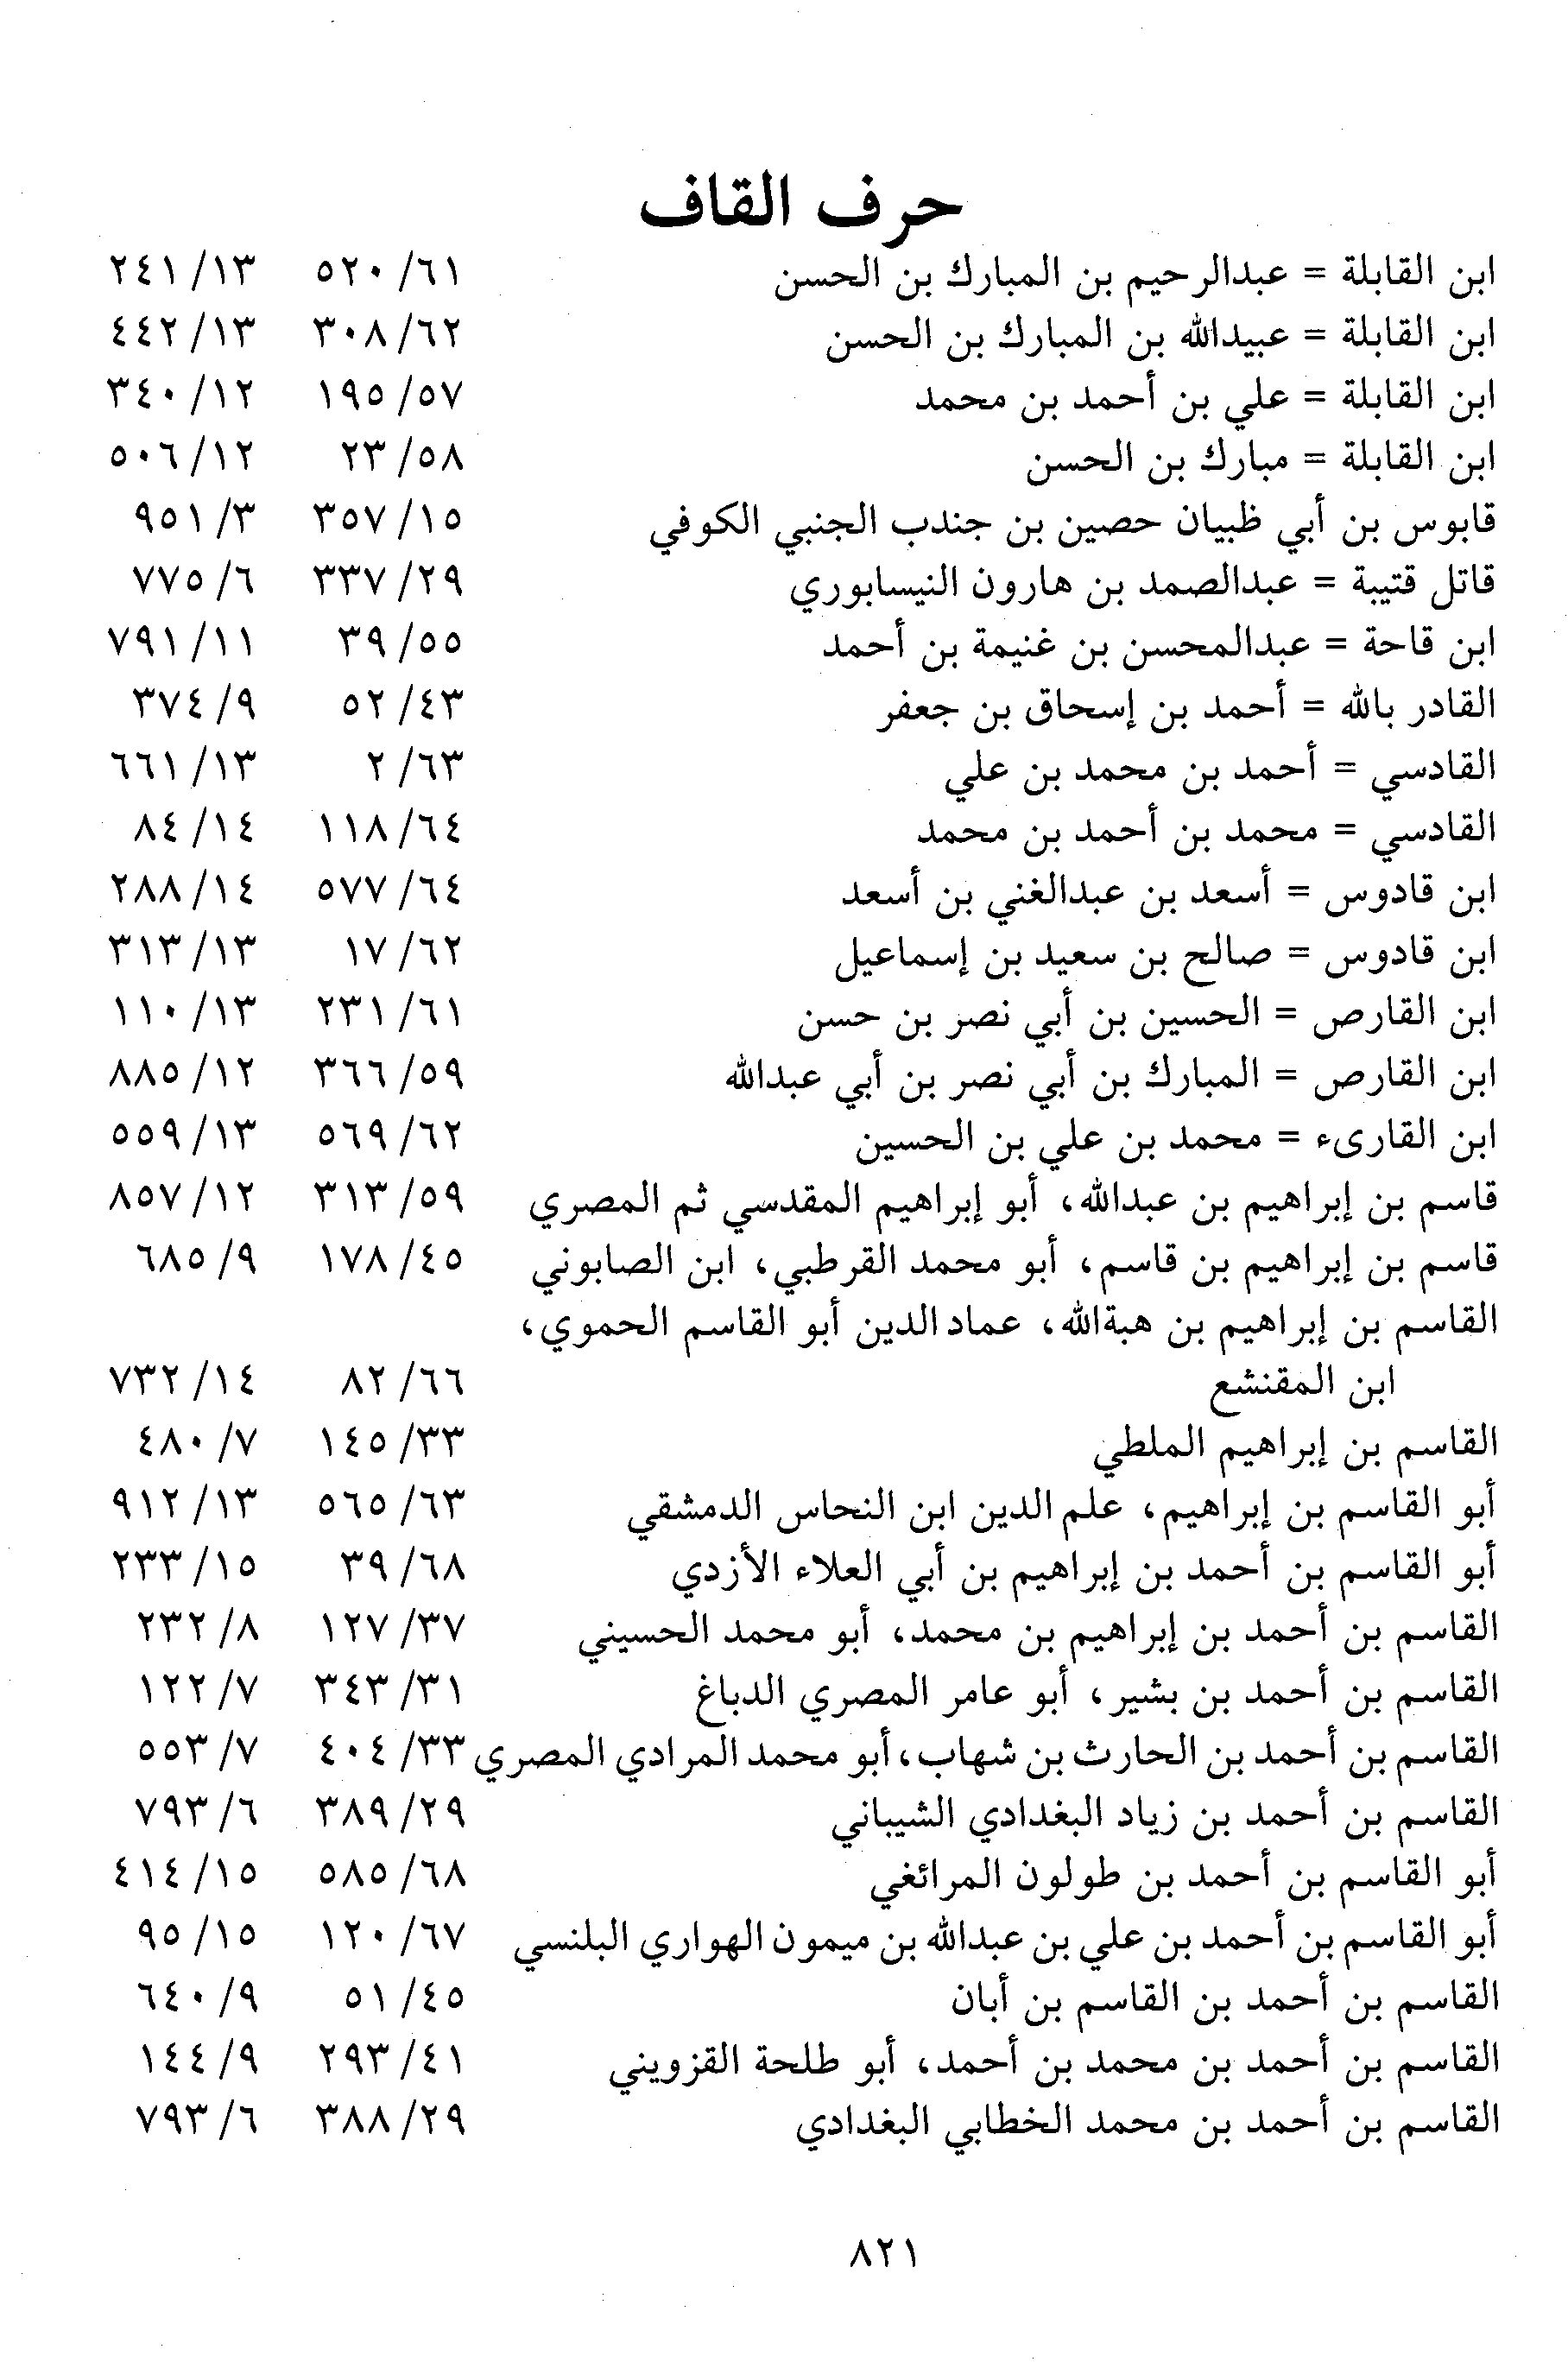 حرف القاف
ابن القابلة = عبدالرحيم بن المبارك بن الحسن ٦١/ ٥٢٠ ١٣/ ٢٤١
ابن القابلة = عبيدالله بن المبارك بن الحسن ٦٢/ ٣٠٨ ١٣/ ٤٤٢
ابن القابلة = علي بن أحمد بن محمد ٥٧/ ١٩٥ ١٢/ ٣٤٠
ابن القابلة = مبارك بن الحسن ٥٨/ ٢٣ ١٢/ ٥٠٦
قابوس بن أبي ظبيان حصين بن جندب الجنبي الكوفي ١٥/ ٣٥٧ ٣/ ٩٥١
قاتل قتيبة = عبدالصمد بن هارون النيسابوري ٢٩/ ٣٣٧ ٦/ ٧٧٥
ابن قاحة = عبدالمحسن بن غنيمة بن أحمد ٥٥/ ٣٩ ١١/ ٧٩١
القادر بالله = أحمد بن إسحاق بن جعفر ٤٣/ ٥٢ ٩/ ٣٧٤
القادسي = أحمد بن محمد بن علي ٦٣/ ٢ ١٣/ ٦٦١
القادسي = محمد بن أحمد بن محمد ٦٤/ ١١٨ ١٤/ ٨٤
ابن قادوس = أسعد بن عبدالغني بن أسعد ٦٤/ ٥٧٧ ١٤/ ٢٨٨
ابن قادوس = صالح بن سعيد بن إسماعيل ٦٢/ ١٧ ١٣/ ٣١٣
ابن القارص = الحسين بن أبي نصر بن حسن ٦١/ ٢٣١ ١٣/ ١١٠
ابن القارص = المبارك بن أبي نصر بن أبي عبدالله ٥٩/ ٣٦٦ ١٢/ ٨٨٥
ابن القارىء = محمد بن علي بن الحسين ٦٢/ ٥٦٩ ١٣/ ٥٥٩
قاسم بن إبراهيم بن عبدالله، أبو إبراهيم المقدسي ثم المصري ٥٩/ ٣١٣ ١٢/ ٨٥٧
قاسم بن إبراهيم بن قاسم، أبو محمد القرطبي، ابن الصابوني ٤٥/ ١٧٨ ٩/ ٦٨٥
القاسم بن إبراهيم بن هبةالله، عماد الدين أبو القاسم الحموي،
ابن المقنشع ٦٦/ ٨٢ ١٤/ ٧٣٢
القاسم بن إبراهيم الملطي ٣٣/ ١٤٥ ٧/ ٤٨٠
أبو القاسم بن إبراهيم، علم الدين ابن النحاس الدمشقي ٦٣/ ٥٦٥ ١٣/ ٩١٢
أبو القاسم بن أحمد بن إبراهيم بن أبي العلاء الأزدي ٦٨/ ٣٩ ١٥/ ٢٣٣
القاسم بن أحمد بن إبراهيم بن محمد، أبو محمد الحسيني ٣٧/ ١٢٧ ٨/ ٢٣٢
القاسم بن أحمد بن بشير، أبو عامر المصري الدباغ ٣١/ ٣٤٣ ٧/ ١٢٢
القاسم بن أحمد بن الحارث بن شهاب، أبو محمد المرادي المصري ٣٣/ ٤٠٤ ٧/ ٥٥٣
القاسم بن أحمد بن زياد البغدادي الشيباني ٢٩/ ٣٨٩ ٦/ ٧٩٣
أبو القاسم بن أحمد بن طولون المراثغي ٦٨/ ٥٨٥ ١٥/ ٤١٤
أبو القاسم بن أحمد بن علي بن عبدالله بن ميمون الهواري البلنسي ٦٧/ ١٢٠ ١٥/ ٩٥
القاسم بن أحمد بن القاسم بن أبان ٤٥/ ٥١ ٩/ ٦٤٠
القاسم بن أحمد بن محمد بن أحمد، أبو طلحة القزويني ٤١/ ٢٩٣ ٩/ ١٤٤
القاسم بن أحمد بن محمد الخطابي البغدادي ٢٩/ ٣٨٨ ٦/ ٧٩٣
٨٢١